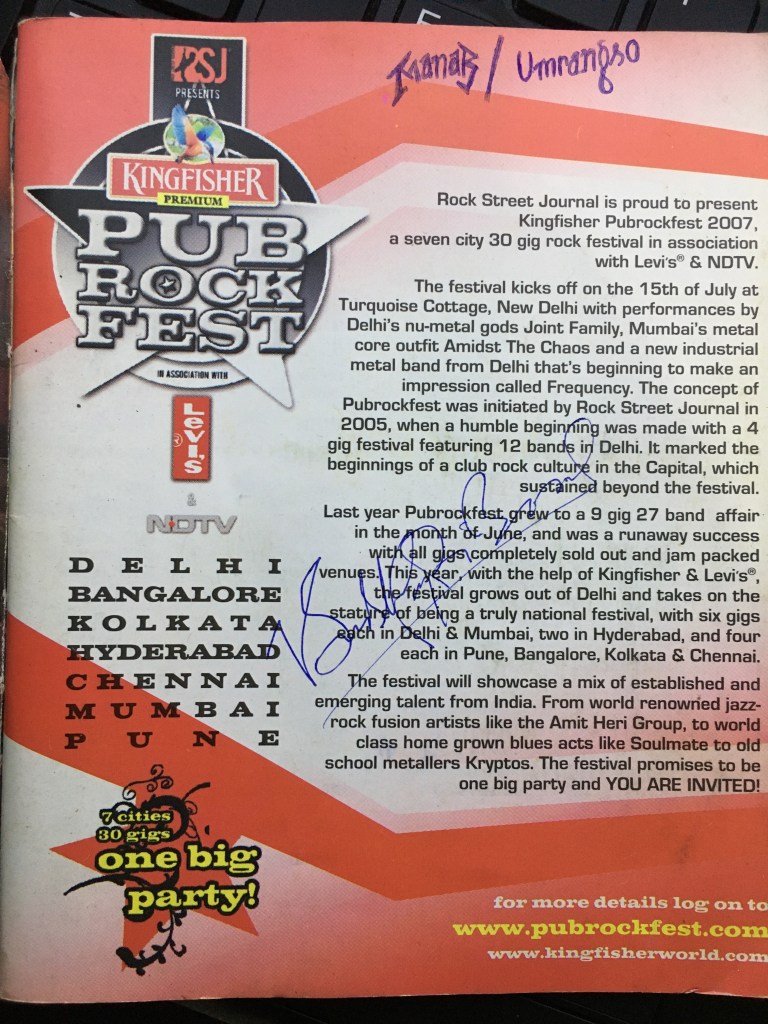 Manab / Umrangso
RSJ
PRESENTS
KINGFISHER
PREMIUM
PUB
ROCK
FEST
IN ASSOCIATION WITH
Levi's®
&
NDTV
DELHI
BANGALORE
KOLKATA
HYDERABAD
CHENNAI
MUMBAI
PUNE
7 cities
30 gigs
one big
party!
Rock Street Journal is proud to present
Kingfisher Pubrockfest 2007,
a seven city 30 gig rock festival in association
with Levi's® & NDTV.
The festival kicks off on the 15th of July at
Turquoise Cottage, New Delhi with performances by
Delhi's nu-metal gods Joint Family, Mumbai's metal
core outfit Amidst The Chaos and a new industrial
metal band from Delhi that's beginning to make an
impression called Frequency. The concept of
Pubrockfest was initiated by Rock Street Journal in
2005, when a humble beginning was made with a 4
gig festival featuring 12 bands in Delhi. It marked the
beginnings of a club rock culture in the Capital, which
sustained beyond the festival.
Last year Pubrockfest grew to a 9 gig 27 band affair
in the month of June, and was a runaway success
with all gigs completely sold out and jam packed
venues. This year, with the help of Kingfisher & Levi's®,
the festival grows out of Delhi and takes on the
stature of being a truly national festival, with six gigs
each in Delhi & Mumbai, two in Hyderabad, and four
each in Pune, Bangalore, Kolkata & Chennai.
The festival will showcase a mix of established and
emerging talent from India. From world renowned jazz-
rock fusion artists like the Amit Heri Group, to world
class home grown blues acts like Soulmate to old
school metallers Kryptos. The festival promises to be
one big party and YOU ARE INVITED!
for more details log on to
www.pubrockfest.com
www.kingfisherworld.com